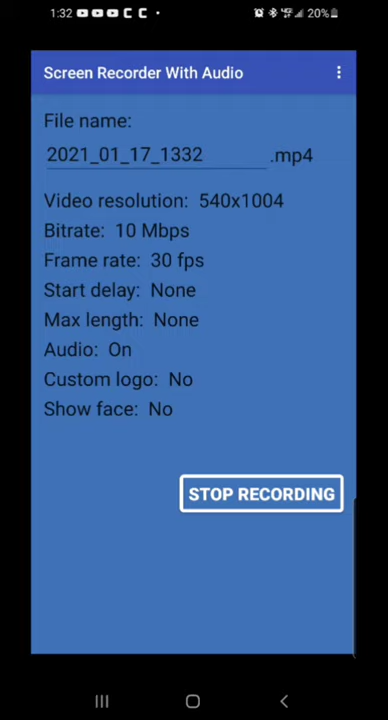 1:32 20%
Screen Recorder With Audio
File name:
2021_01_17_1332 .mp4
Video resolution: 540x1004
Bitrate: 10 Mbps
Frame rate: 30 fps
Start delay: None
Max length: None
Audio: On
Custom logo: No
Show face: No
STOP RECORDING